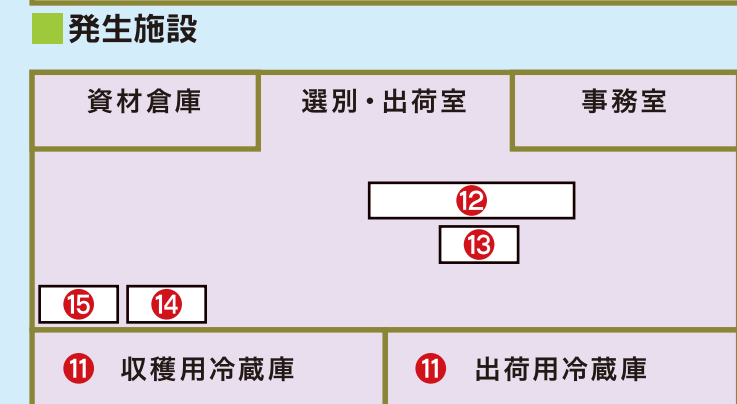 発生施設
資材倉庫 選別・出荷室 事務室
⑫
⑬
⑮ ⑭
⑪ 収穫用冷蔵庫 ⑪ 出荷用冷蔵庫